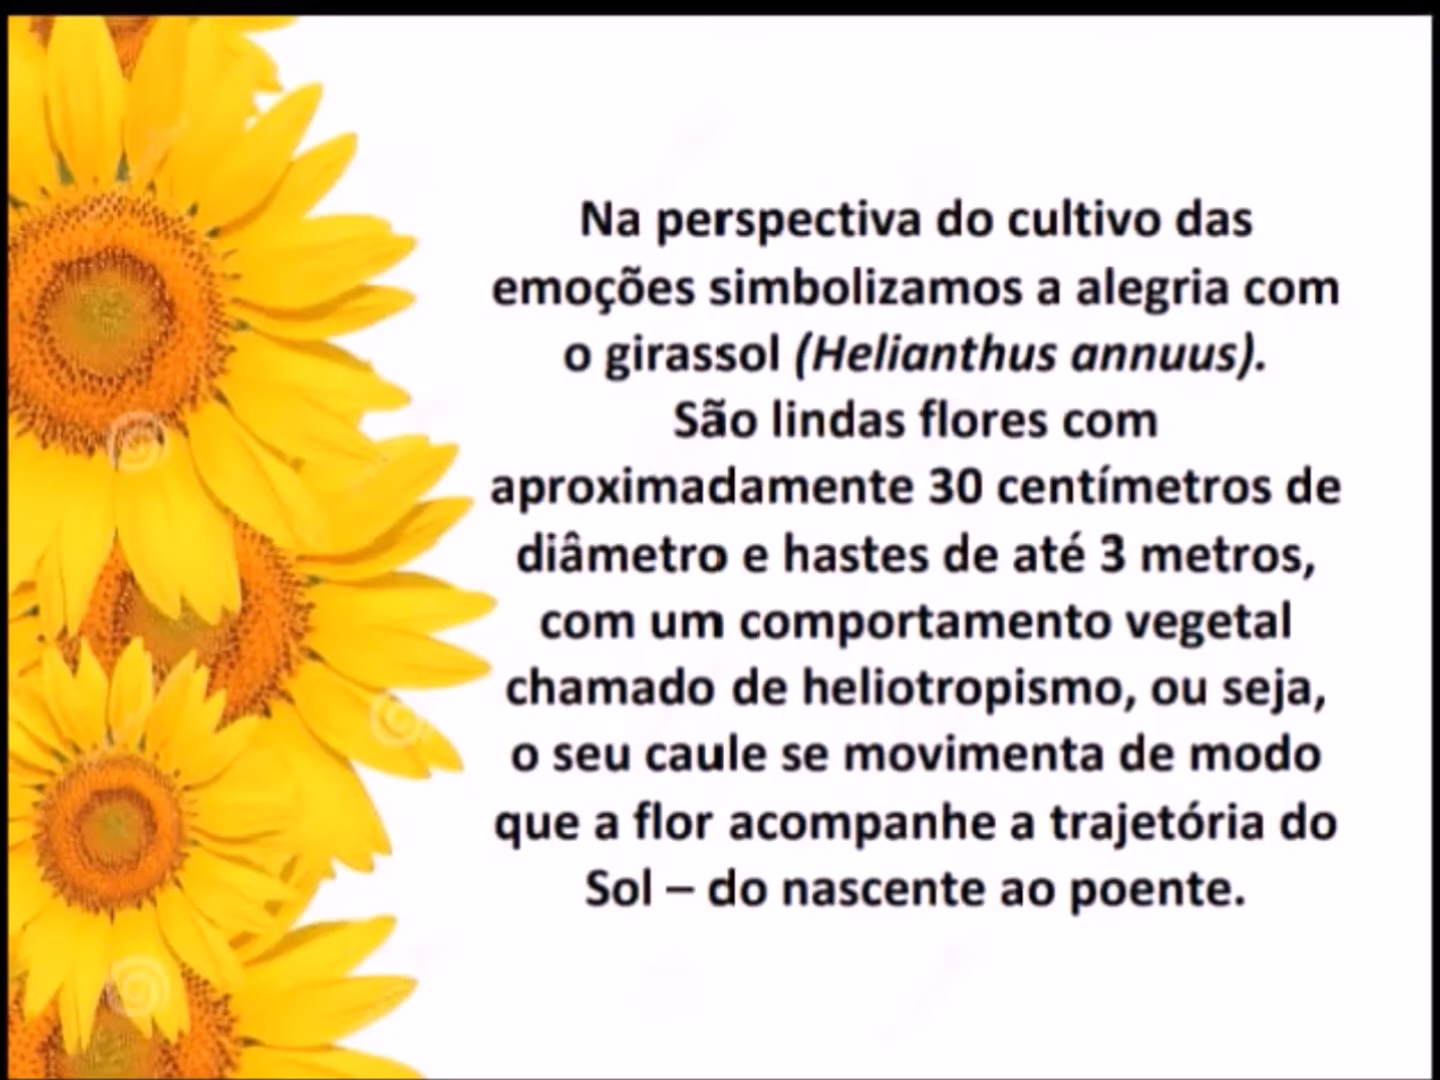 Na perspectiva do cultivo das
emoções simbolizamos a alegria com
o girassol (Helianthus annuus).
São lindas flores com
aproximadamente 30 centímetros de
diâmetro e hastes de até 3 metros,
com um comportamento vegetal
chamado de heliotropismo, ou seja,
o seu caule se movimenta de modo
que a flor acompanhe a trajetória do
Sol – do nascente ao poente.